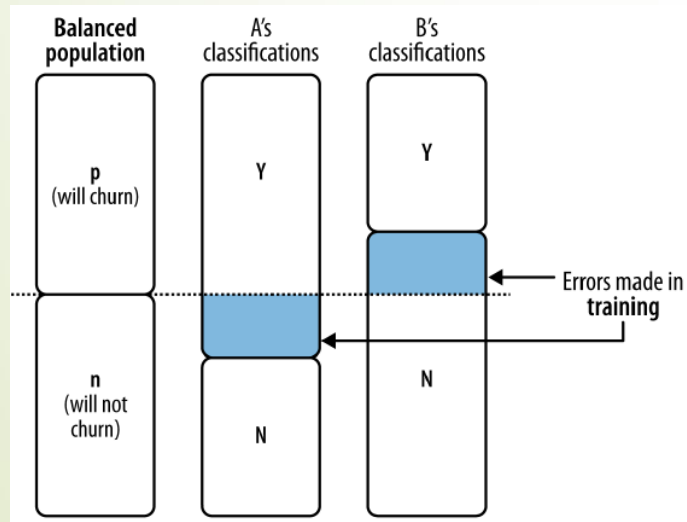 Balanced
population
A's
classifications
B's
classifications
p
(will churn)
Y
Y
Errors made in
training
n
(will not
churn)
N
N